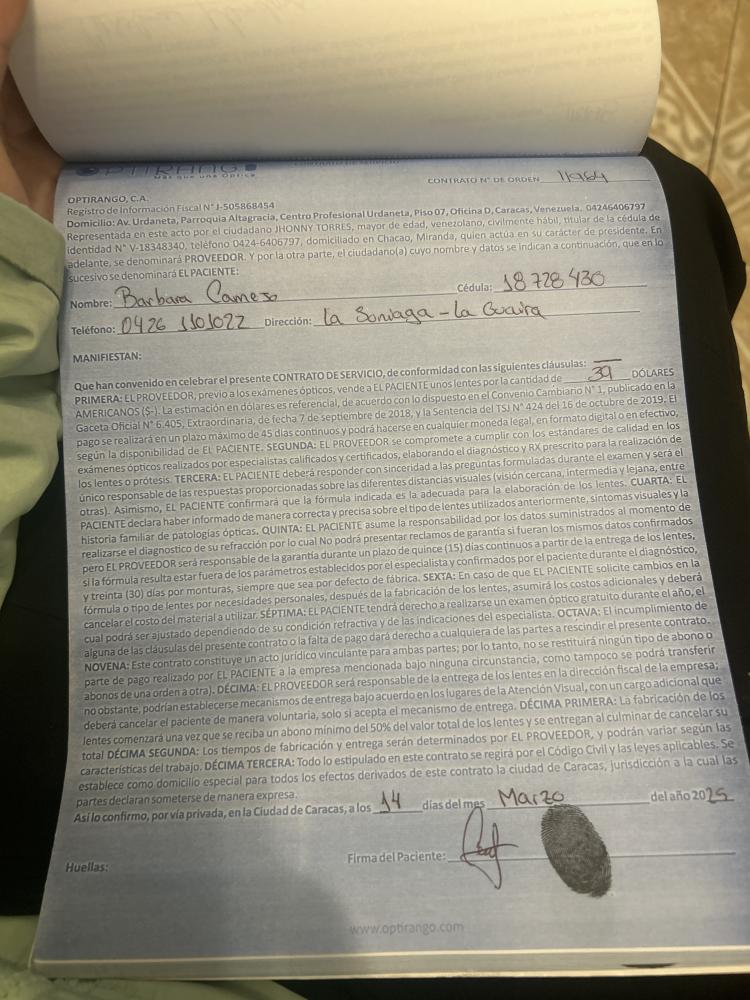 OPTIRANGO
Más que una Óptica
CONTRATO DE SERVICIO
CONTRATO N° DE ORDEN 11964
OPTIRANGO, C.A.
Registro de Información Fiscal N° J-505868454
Domicilio: Av. Urdaneta, Parroquia Altagracia, Centro Profesional Urdaneta, Piso 07, Oficina D, Caracas, Venezuela. 04246406797
Representada en este acto por el ciudadano JHONNY TORRES, mayor de edad, venezolano, civilmente hábil, titular de la cédula de
identidad N° V-18348340, teléfono 0424-6406797, domiciliado en Chacao, Miranda, quien actúa en su carácter de presidente. En
adelante, se denominará PROVEEDOR. Y por la otra parte, el ciudadano(a) cuyo nombre y datos se indican a continuación, que en lo
sucesivo se denominará EL PACIENTE:
Nombre: Barbara Camejo Cédula: 18 728 430
Teléfono: 0426 1101022 Dirección: la - La Guaira
MANIFIESTAN:
Que han convenido en celebrar el presente CONTRATO DE SERVICIO, de conformidad con las siguientes cláusulas:
PRIMERA: EL PROVEEDOR, previo a los exámenes ópticos, vende a EL PACIENTE unos lentes por la cantidad de 39 DÓLARES
AMERICANOS ($-). La estimación en dólares es referencial, de acuerdo con lo dispuesto en el Convenio Cambiario N° 1, publicado en la
Gaceta Oficial N° 6.405, Extraordinaria, de fecha 7 de septiembre de 2018, y la Sentencia del TSJ N° 424 del 16 de octubre de 2019. El
pago se realizará en un plazo máximo de 45 días continuos y podrá hacerse en cualquier moneda legal, en formato digital o en efectivo,
según la disponibilidad de EL PACIENTE. SEGUNDA: EL PROVEEDOR se compromete a cumplir con los estándares de calidad en los
exámenes ópticos realizados por especialistas calificados y certificados, elaborando el diagnóstico y RX prescrito para la realización de
los lentes o prótesis. TERCERA: EL PACIENTE deberá responder con sinceridad a las preguntas formuladas durante el examen y será el
único responsable de las respuestas proporcionadas sobre las diferentes distancias visuales (visión cercana, intermedia y lejana, entre
otras). Asimismo, EL PACIENTE confirmará que la fórmula indicada es la adecuada para la elaboración de los lentes. CUARTA: EL
PACIENTE declara haber informado de manera correcta y precisa sobre el tipo de lentes utilizados anteriormente, síntomas visuales y la
historia familiar de patologías ópticas. QUINTA: EL PACIENTE asume la responsabilidad por los datos suministrados al momento de
realizarse el diagnostico de su refracción por lo cual No podrá presentar reclamos de garantía si fueran los mismos datos confirmados
pero EL PROVEEDOR será responsable de la garantía durante un plazo de quince (15) días continuos a partir de la entrega de los lentes,
si la fórmula resulta estar fuera de los parámetros establecidos por el especialista y confirmados por el paciente durante el diagnóstico,
y treinta (30) días por monturas, siempre que sea por defecto de fábrica. SEXTA: En caso de que EL PACIENTE solicite cambios en la
fórmula o tipo de lentes por necesidades personales, después de la fabricación de los lentes, asumirá los costos adicionales y deberá
cancelar el costo del material a utilizar. SÉPTIMA: EL PACIENTE tendrá derecho a realizarse un examen óptico gratuito durante el año, el
cual podrá ser ajustado dependiendo de su condición refractiva y de las indicaciones del especialista. OCTAVA: El incumplimiento de
alguna de las cláusulas del presente contrato o la falta de pago dará derecho a cualquiera de las partes a rescindir el presente contrato.
NOVENA: Este contrato constituye un acto jurídico vinculante para ambas partes; por lo tanto, no se restituirá ningún tipo de abono o
parte de pago realizado por EL PACIENTE a la empresa mencionada bajo ninguna circunstancia, como tampoco se podrá transferir
abonos de una orden a otra). DÉCIMA: EL PROVEEDOR será responsable de la entrega de los lentes en la dirección fiscal de la empresa;
no obstante, podrían establecerse mecanismos de entrega bajo acuerdo en los lugares de la Atención Visual, con un cargo adicional que
deberá cancelar el paciente de manera voluntaria, solo si acepta el mecanismo de entrega. DÉCIMA PRIMERA: La fabricación de los
lentes comenzará una vez que se reciba un abono mínimo del 50% del valor total de los lentes y se entregan al culminar de cancelar su
total DÉCIMA SEGUNDA: Los tiempos de fabricación y entrega serán determinados por EL PROVEEDOR, y podrán variar según las
características del trabajo. DÉCIMA TERCERA: Todo lo estipulado en este contrato se regirá por el Código Civil y las leyes aplicables. Se
establece como domicilio especial para todos los efectos derivados de este contrato la ciudad de Caracas, jurisdicción a la cual las
partes declaran someterse de manera expresa.
Así lo confirmo, por vía privada, en la Ciudad de Caracas, a los 14 días del mes Marzo del año 2025
Firma del Paciente:
Huellas:
www.optirango.com